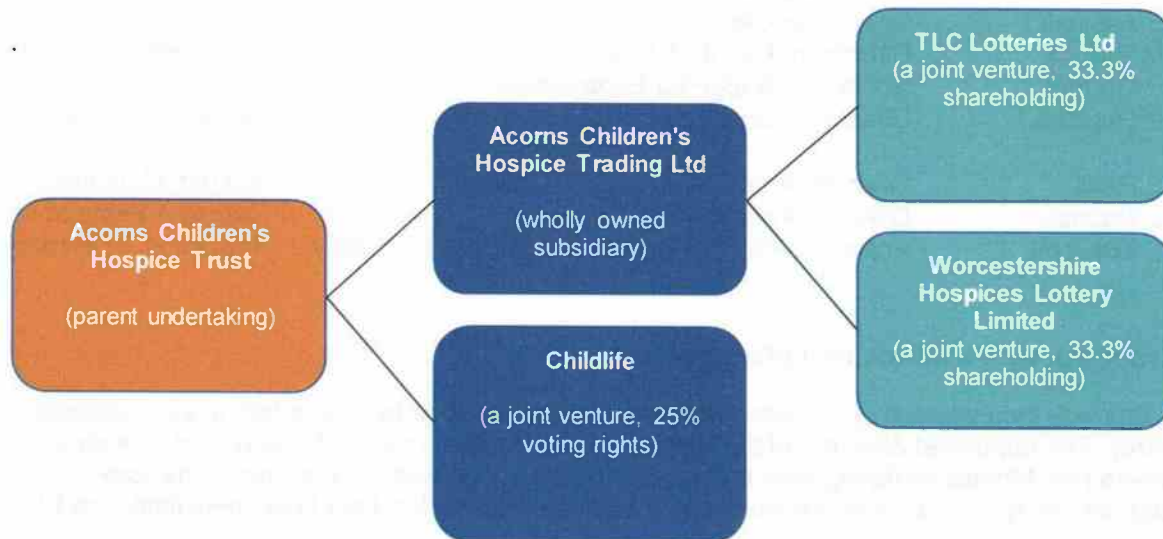 Acorns Children's
Hospice Trust
(parent undertaking)
Acorns Children's
Hospice Trading Ltd
(wholly owned
subsidiary)
Childlife
(a joint venture, 25%
voting rights)
TLC Lotteries Ltd
(a joint venture, 33.3%
shareholding)
Worcestershire
Hospices Lottery
Limited
(a joint venture, 33.3%
shareholding)